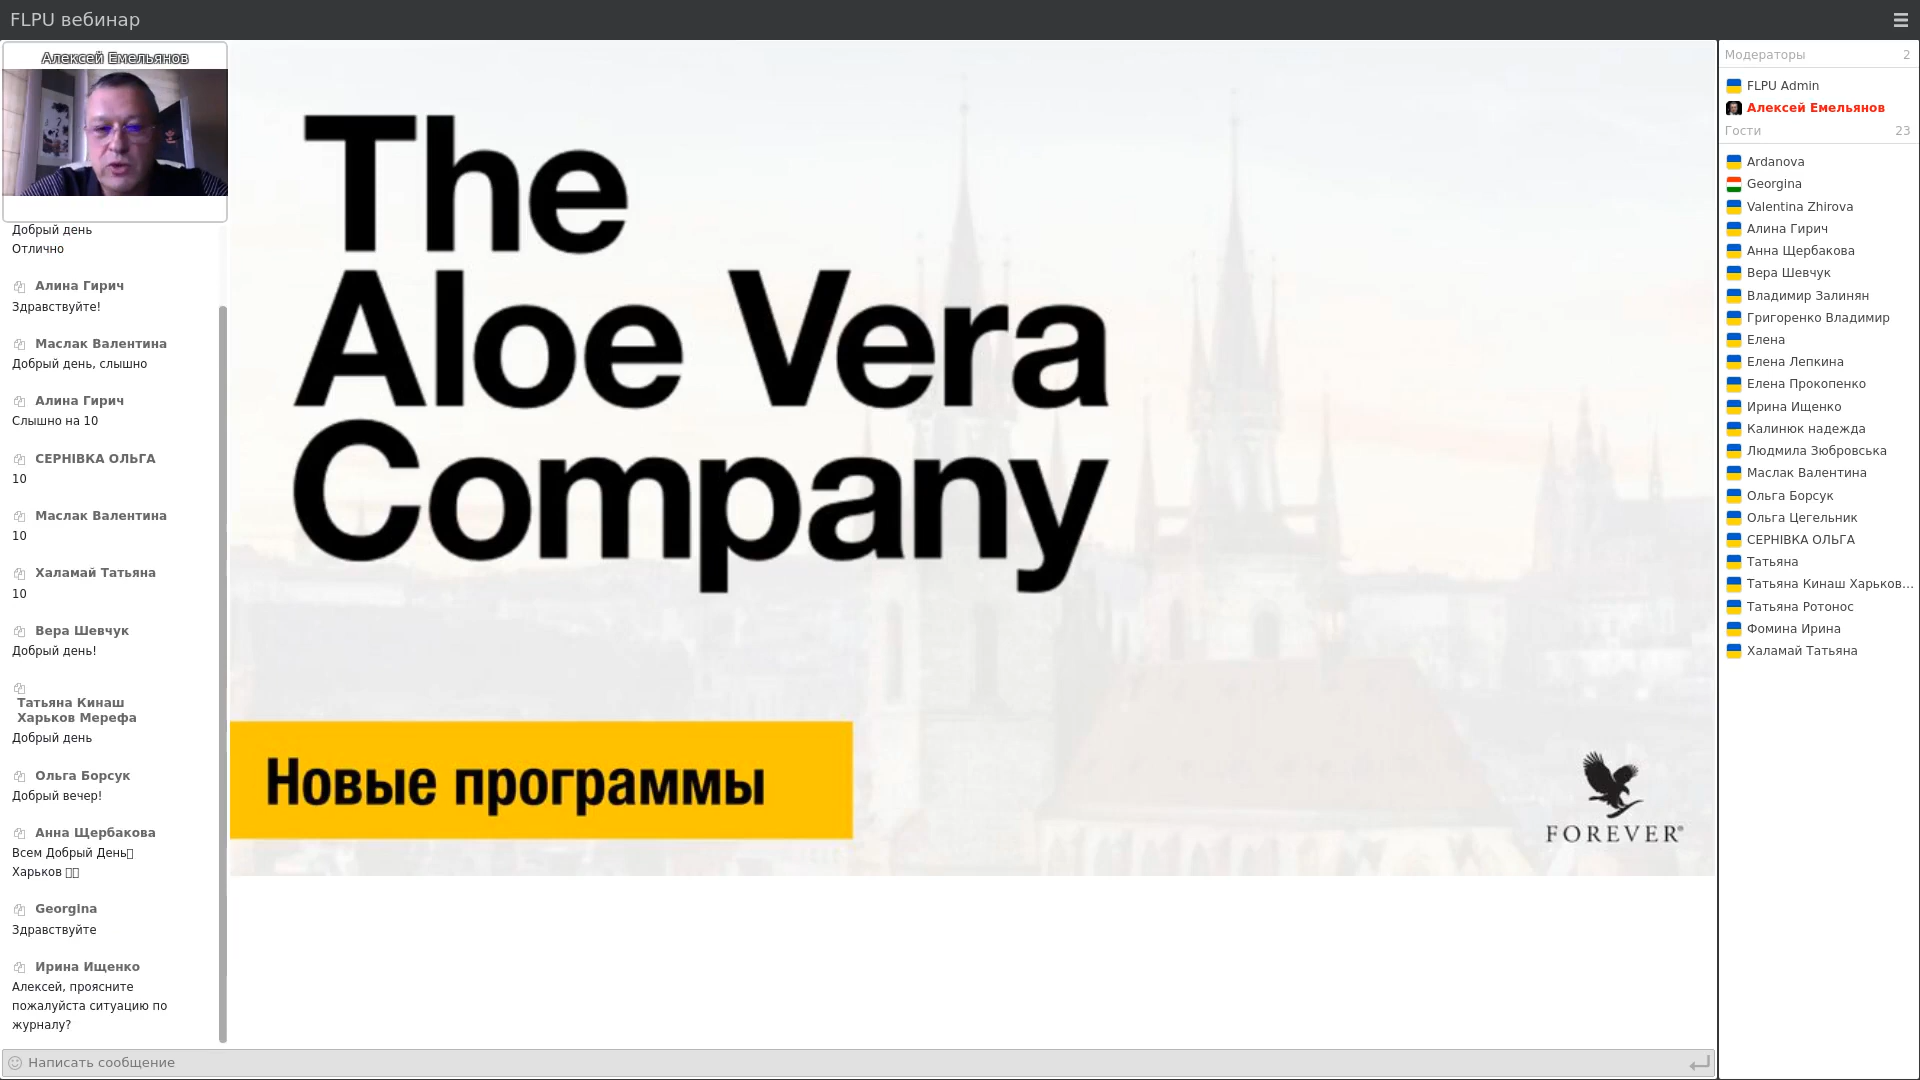 FLPU вебинар
Алексей Емельянов
Добрый день
Отлично
Алина Гирич
Здравствуйте!
Маслак Валентина
Добрый день, слышно
Алина Гирич
Слышно на 10
СЕРНІВКА ОЛЬГА
10
Маслак Валентина
10
Халамай Татьяна
10
Вера Шевчук
Добрый день!
Татьяна Кинаш
Харьков Мерефа
Добрый день
Ольга Борсук
Добрый вечер!
Анна Щербакова
Всем Добрый День
Харьков
Georgina
Здравствуйте
Ирина Ищенко
Алексей, проясните
пожалуйста ситуацию по
журналу?
Написать сообщение
The
Aloe Vera
Company
Новые программы
FOREVER®
Модераторы 2
FLPU Admin
Алексей Емельянов
Гости 23
Ardanova
Georgina
Valentina Zhirova
Алина Гирич
Анна Щербакова
Вера Шевчук
Владимир Залинян
Григоренко Владимир
Елена
Елена Лепкина
Елена Прокопенко
Ирина Ищенко
Калинюк надежда
Людмила Зюбровська
Маслак Валентина
Ольга Борсук
Ольга Цегельник
СЕРНІВКА ОЛЬГА
Татьяна
Татьяна Кинаш Харьков...
Татьяна Ротонос
Фомина Ирина
Халамай Татьяна